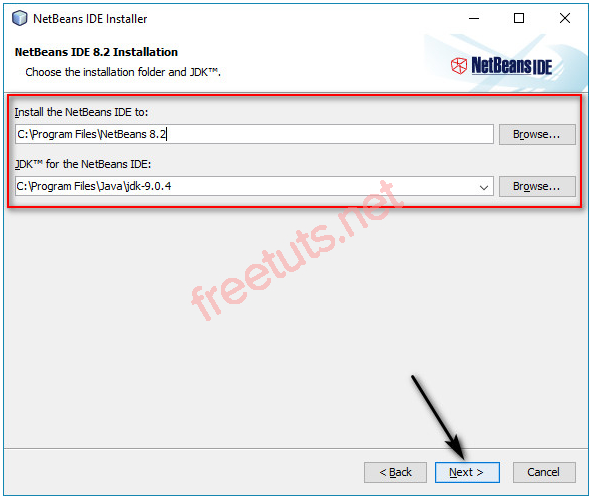 NetBeans IDE Installer
NetBeans IDE 8.2 Installation
Choose the installation folder and JDK™.
NetBeans IDE
Install the NetBeans IDE to:
C:\Program Files\NetBeans 8.2
Browse...
JDK™ for the NetBeans IDE:
C:\Program Files\Java\jdk-9.0.4
Browse...
freetuts.net
< Back
Next >
Cancel